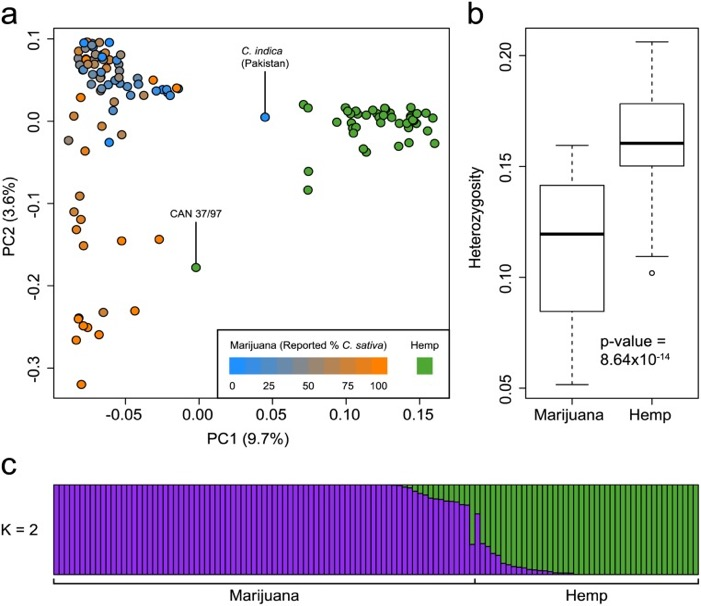 a
PC2 (3.6%)
0.1
0.0
-0.1
-0.2
-0.3
C. indica
(Pakistan)
CAN 37/97
Marijuana (Reported % C. sativa)
Hemp
0 25 50 75 100
-0.05 0.00 0.05 0.10 0.15
PC1 (9.7%)
b
Heterozygosity
0.20
0.15
0.10
0.05
p-value =
8.64x10⁻¹⁴
Marijuana Hemp
c
K = 2
Marijuana Hemp